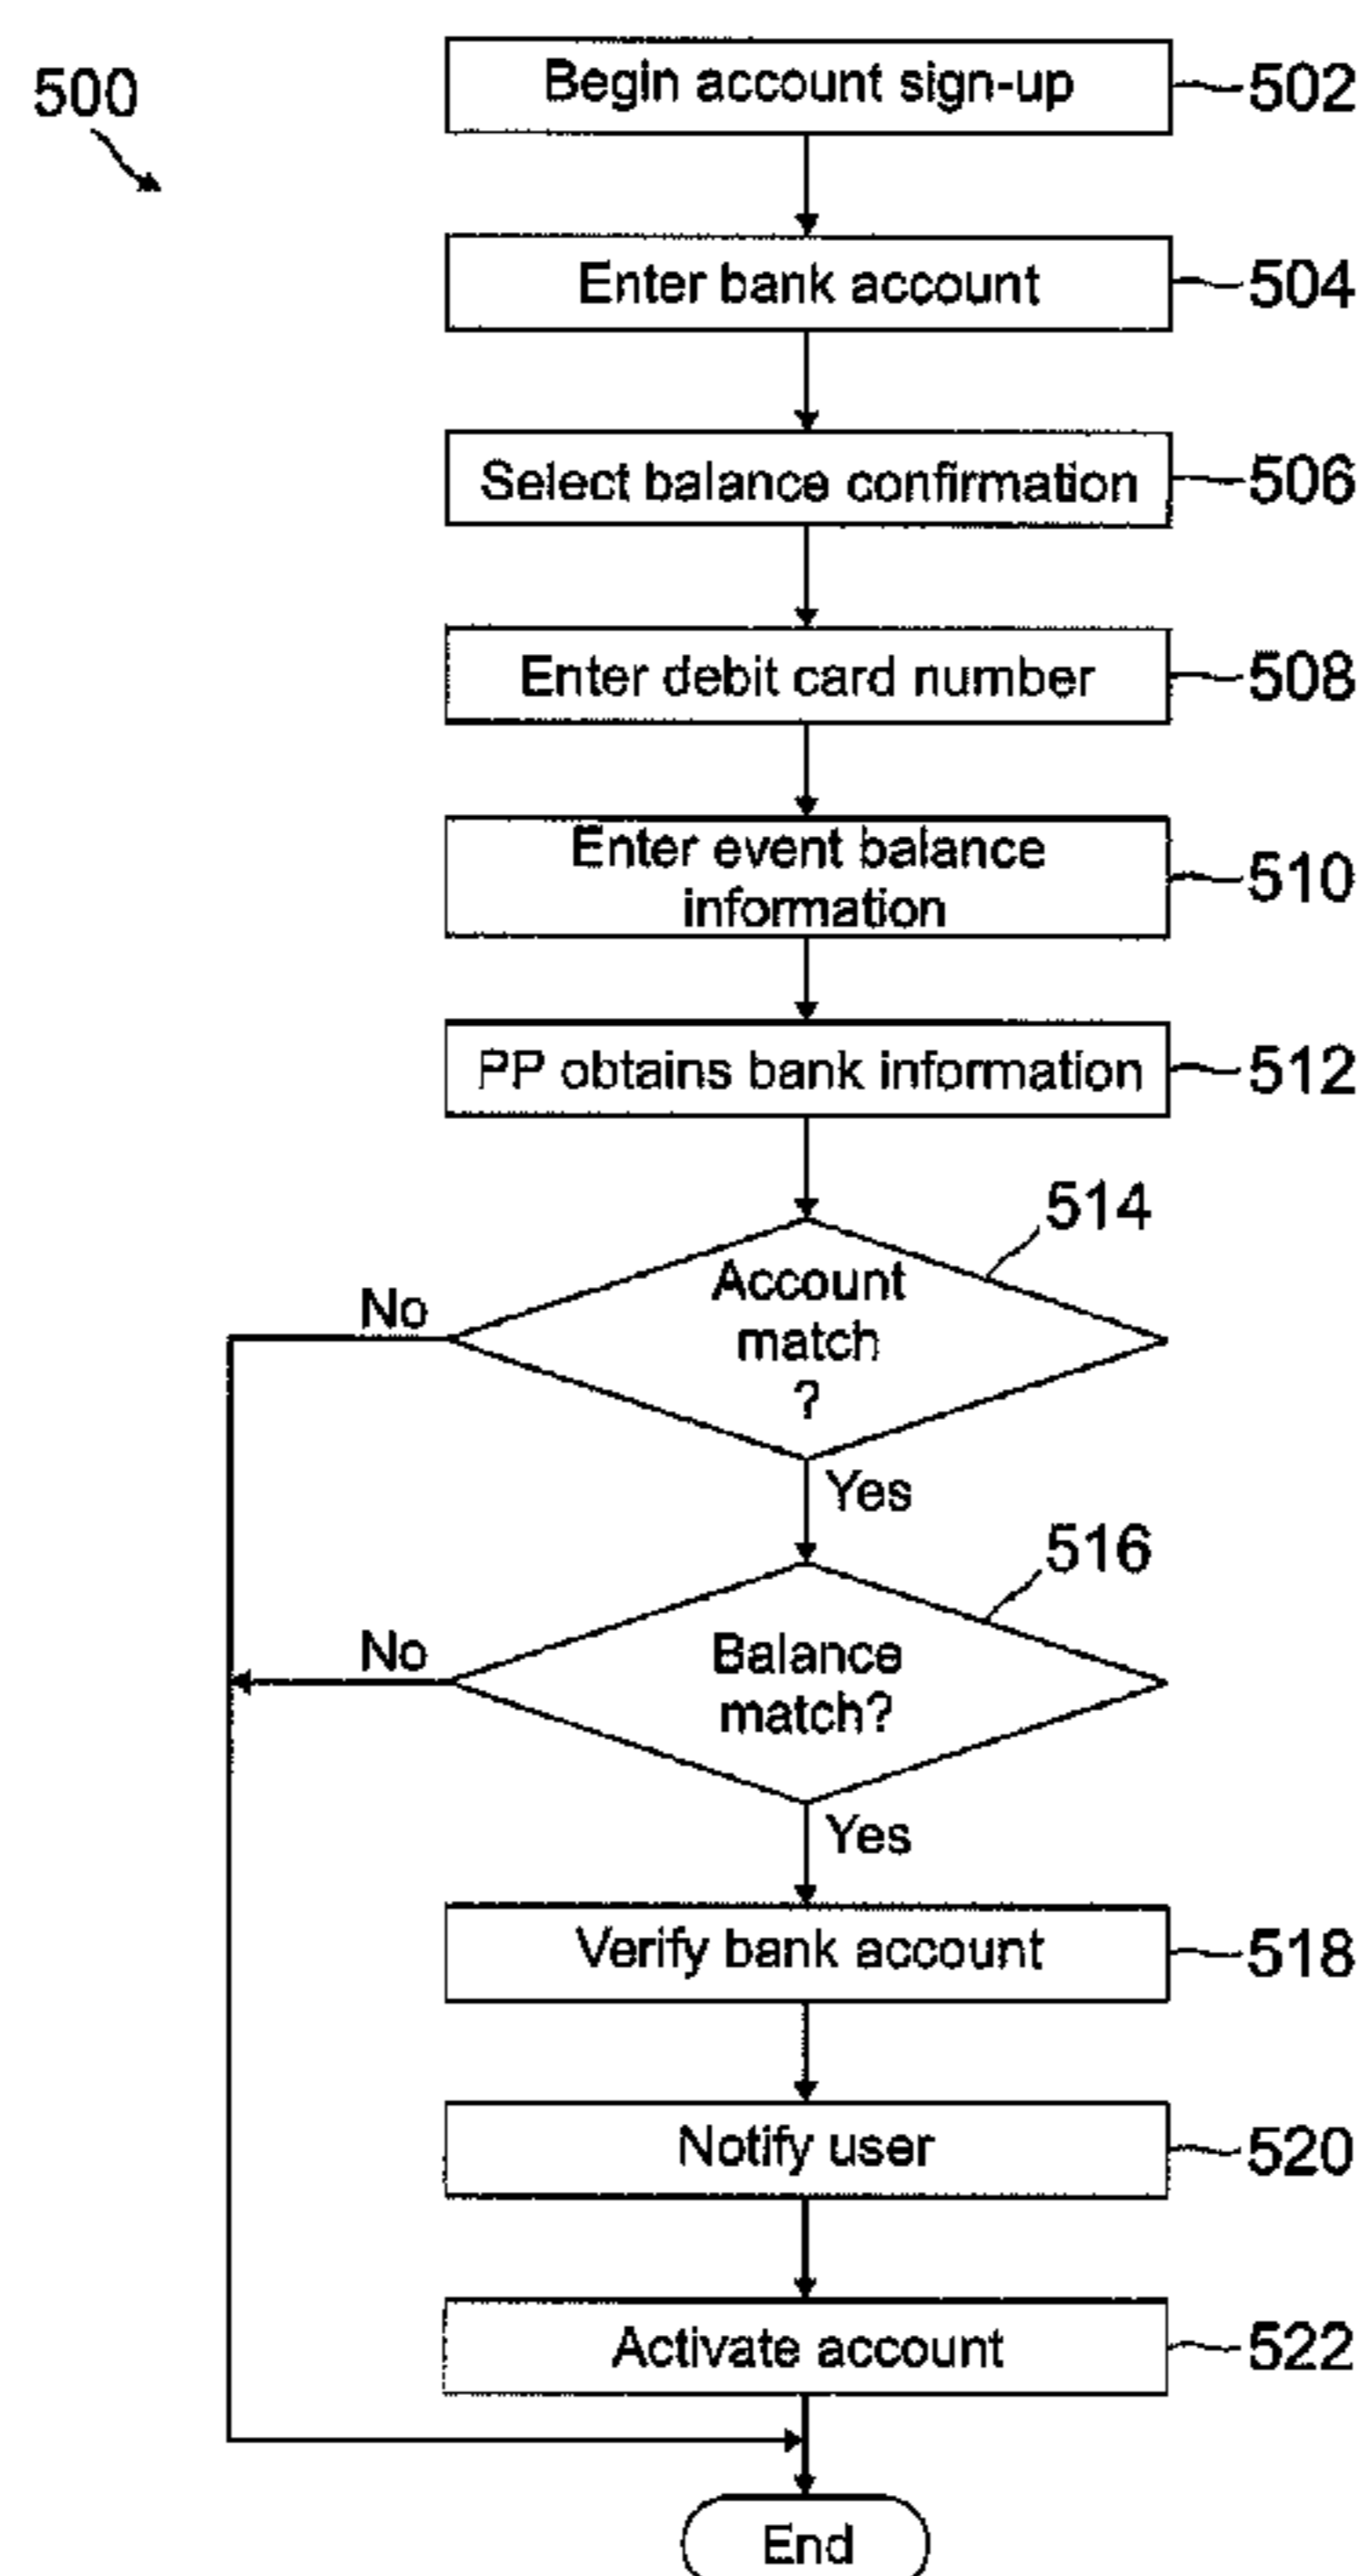 500
Begin account sign-up
502
Enter bank account
504
Select balance confirmation
506
Enter debit card number
508
Enter event balance
information
510
PP obtains bank information
512
514
Account
match
?
No
Yes
516
Balance
match?
No
Yes
Verify bank account
518
Notify user
520
Activate account
522
End